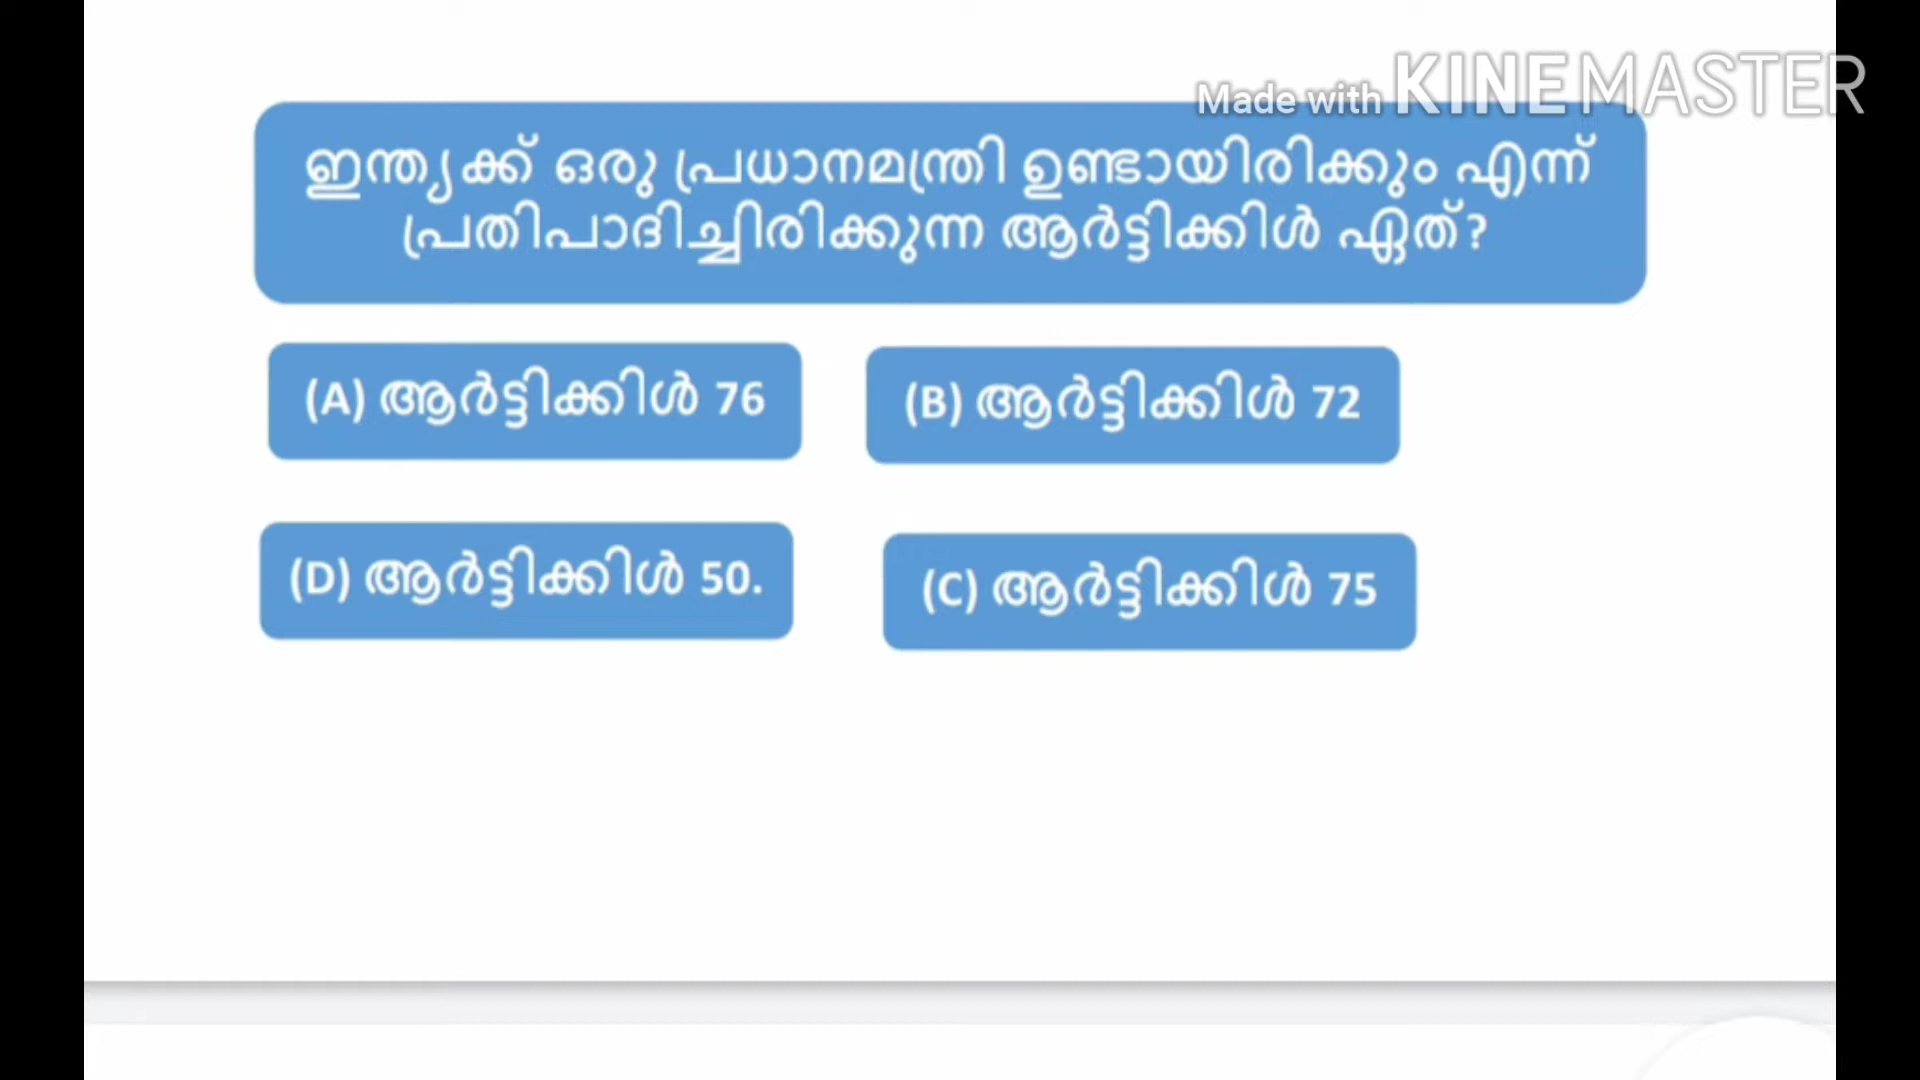 Made with KINEMASTER
ഇന്ത്യക്ക് ഒരു പ്രധാനമന്ത്രി ഉണ്ടായിരിക്കും എന്ന്
പ്രതിപാദിച്ചിരിക്കുന്ന ആർട്ടിക്കിൾ ഏത്?
(A) ആർട്ടിക്കിൾ 76
(B) ആർട്ടിക്കിൾ 72
(D) ആർട്ടിക്കിൾ 50.
(C) ആർട്ടിക്കിൾ 75